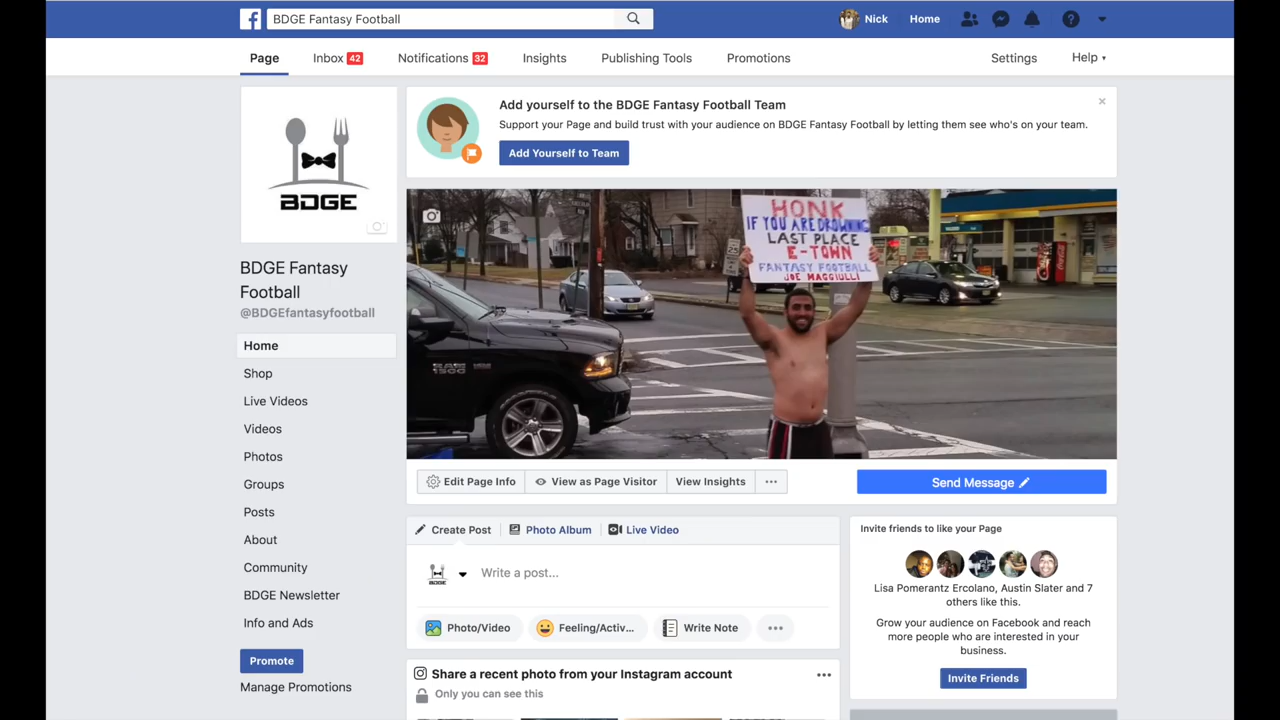 BDGE Fantasy Football
Nick
Home
Page
Inbox 42
Notifications 32
Insights
Publishing Tools
Promotions
Settings
Help
BDGE
BDGE Fantasy
Football
@BDGEfantasyfootball
Home
Shop
Live Videos
Videos
Photos
Groups
Posts
About
Community
BDGE Newsletter
Info and Ads
Promote
Manage Promotions
Add yourself to the BDGE Fantasy Football Team
Support your Page and build trust with your audience on BDGE Fantasy Football by letting them see who's on your team.
Add Yourself to Team
HONK
IF YOU ARE DROWNING
LAST PLACE
E-TOWN
FANTASY FOOTBALL
JOE MAGGIULLI
Coca-Cola
RAM
1500
Edit Page Info
View as Page Visitor
View Insights
Send Message
Create Post
Photo Album
Live Video
BDGE
Write a post...
Photo/Video
Feeling/Activ...
Write Note
Share a recent photo from your Instagram account
Only you can see this
Invite friends to like your Page
Lisa Pomerantz Ercolano, Austin Slater and 7
others like this.
Grow your audience on Facebook and reach
more people who are interested in your
business.
Invite Friends